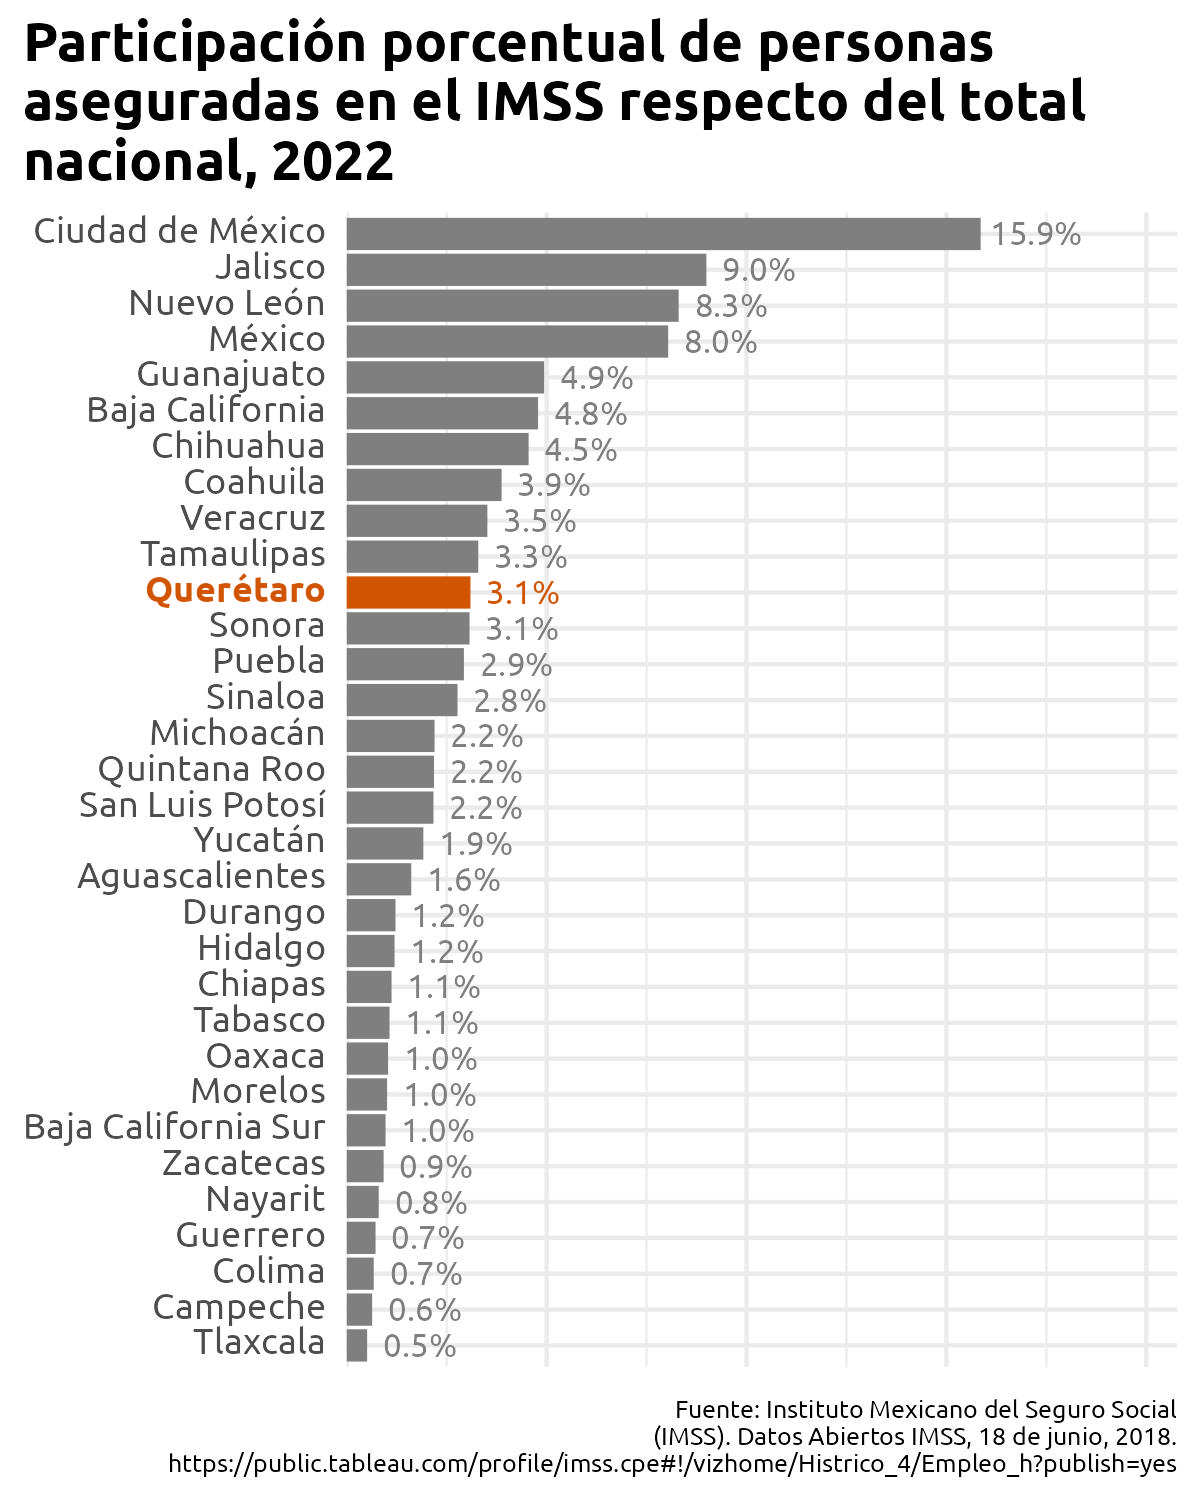 Participación porcentual de personas
aseguradas en el IMSS respecto del total
nacional, 2022
Ciudad de México 15.9%
Jalisco 9.0%
Nuevo León 8.3%
México 8.0%
Guanajuato 4.9%
Baja California 4.8%
Chihuahua 4.5%
Coahuila 3.9%
Veracruz 3.5%
Tamaulipas 3.3%
Querétaro 3.1%
Sonora 3.1%
Puebla 2.9%
Sinaloa 2.8%
Michoacán 2.2%
Quintana Roo 2.2%
San Luis Potosí 2.2%
Yucatán 1.9%
Aguascalientes 1.6%
Durango 1.2%
Hidalgo 1.2%
Chiapas 1.1%
Tabasco 1.1%
Oaxaca 1.0%
Morelos 1.0%
Baja California Sur 1.0%
Zacatecas 0.9%
Nayarit 0.8%
Guerrero 0.7%
Colima 0.7%
Campeche 0.6%
Tlaxcala 0.5%
Fuente: Instituto Mexicano del Seguro Social
(IMSS). Datos Abiertos IMSS, 18 de junio, 2018.
https://public.tableau.com/profile/imss.cpe#!/vizhome/Histrico_4/Empleo_h?publish=yes